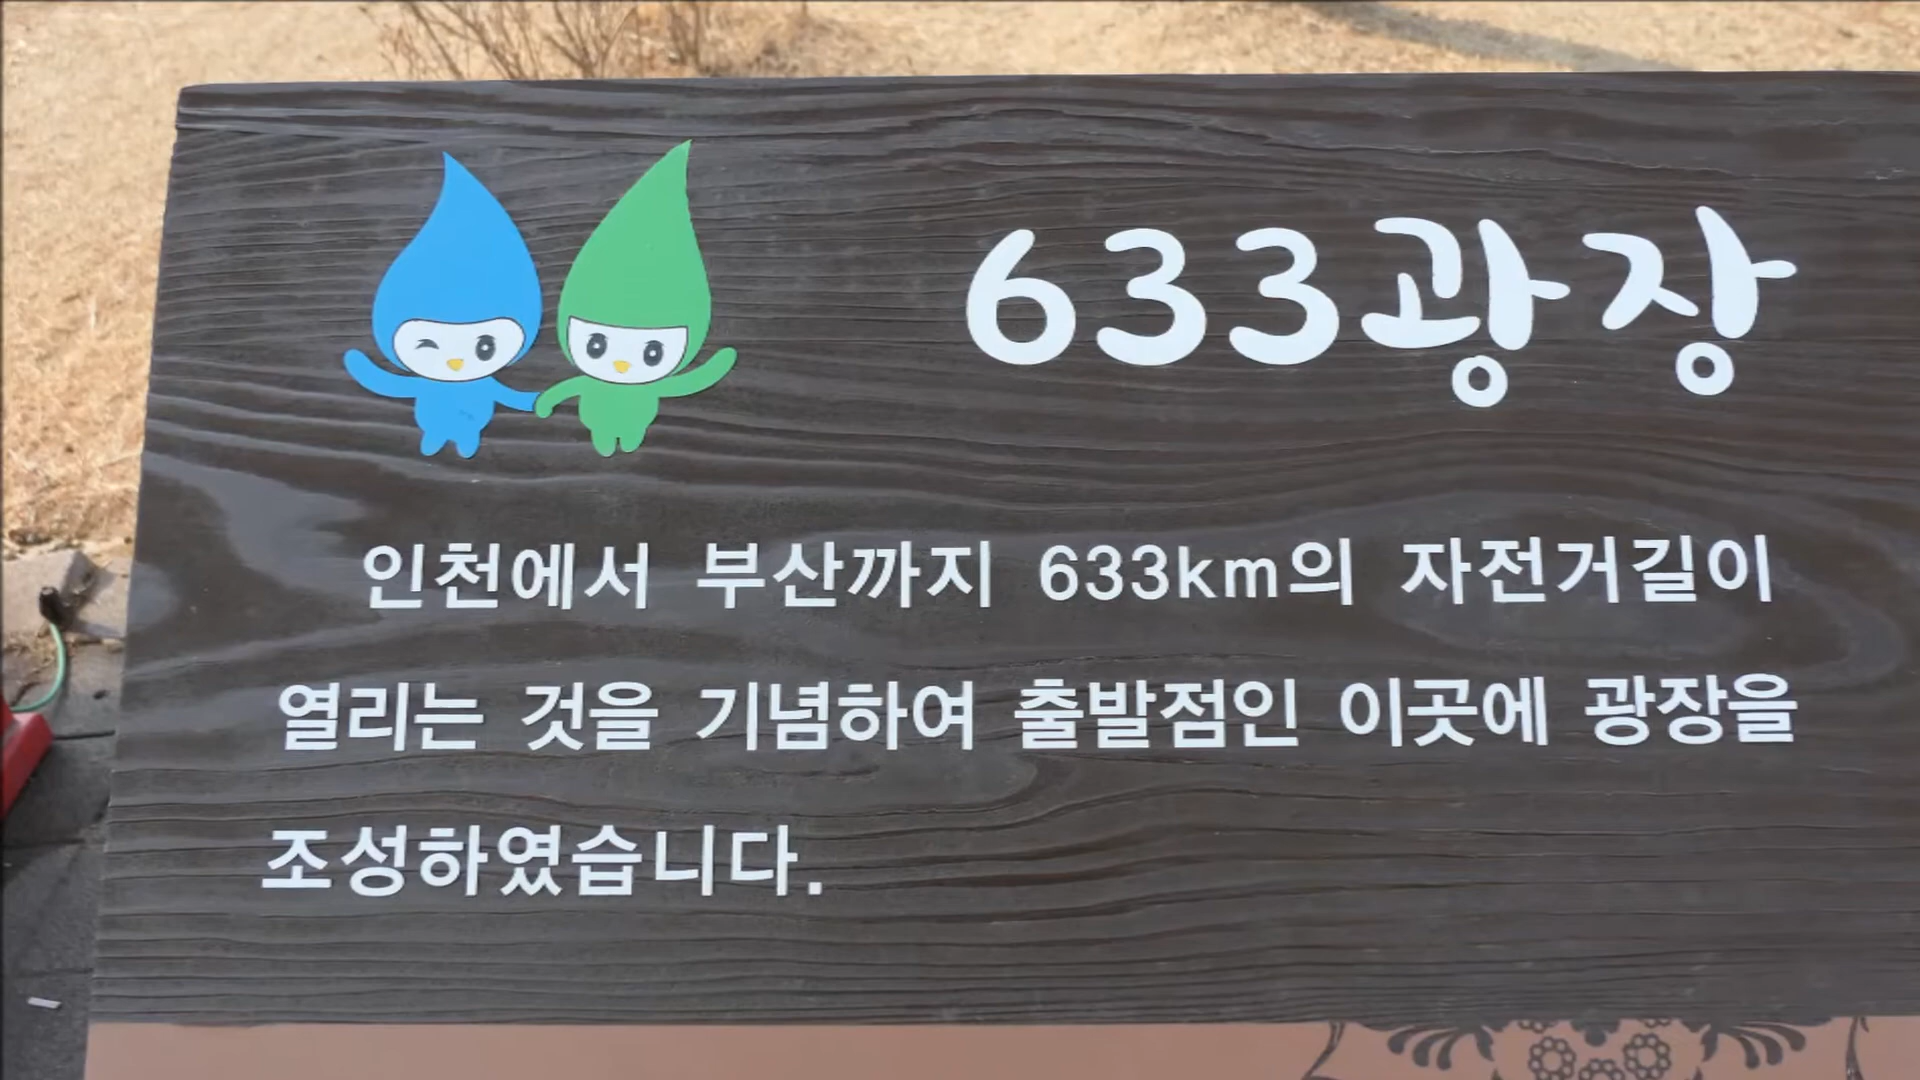 633광장
인천에서 부산까지 633km의 자전거길이
열리는 것을 기념하여 출발점인 이곳에 광장을
조성하였습니다.